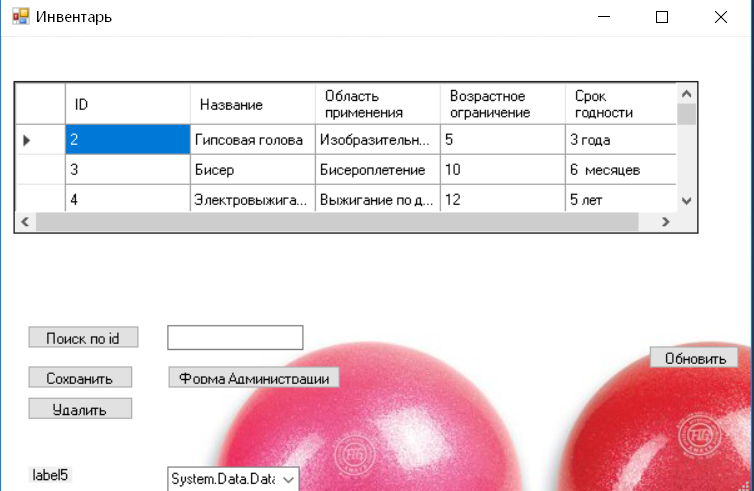 Инвентарь
ID Название Область применения Возрастное ограничение Срок годности
2 Гипсовая голова Изобразительн... 5 3 года
3 Бисер Бисероплетение 10 6 месяцев
4 Электровыжига... Выжигание по д... 12 5 лет
Поиск по id
Обновить
Сохранить Форма Администрации
Удалить
label5 System.Data.Data